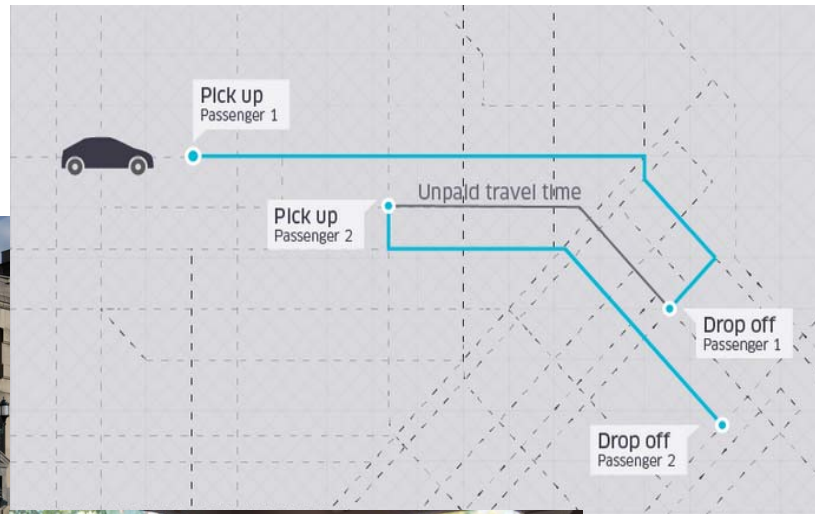 Pick up
Passenger 1
Unpaid travel time
Pick up
Passenger 2
Drop off
Passenger 1
Drop off
Passenger 2